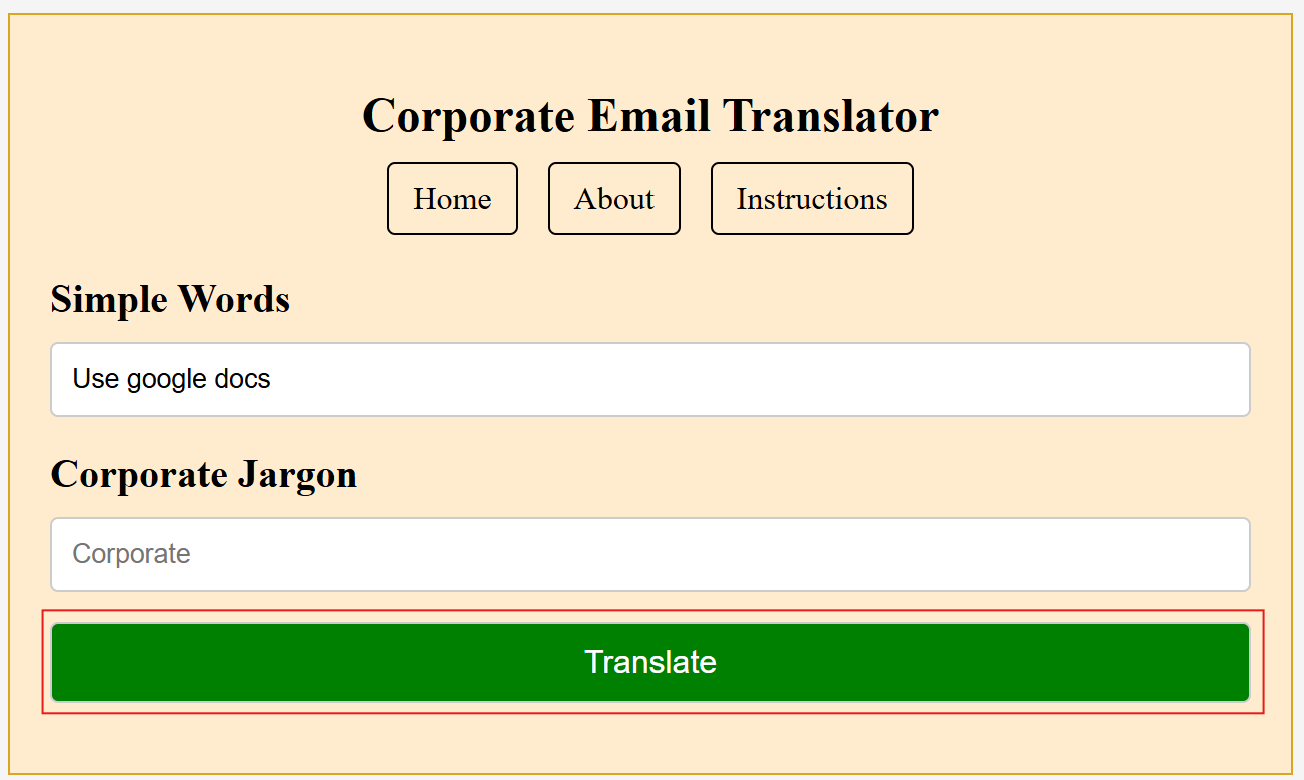 Corporate Email Translator
Home About Instructions
Simple Words
Use google docs
Corporate Jargon
Corporate
Translate